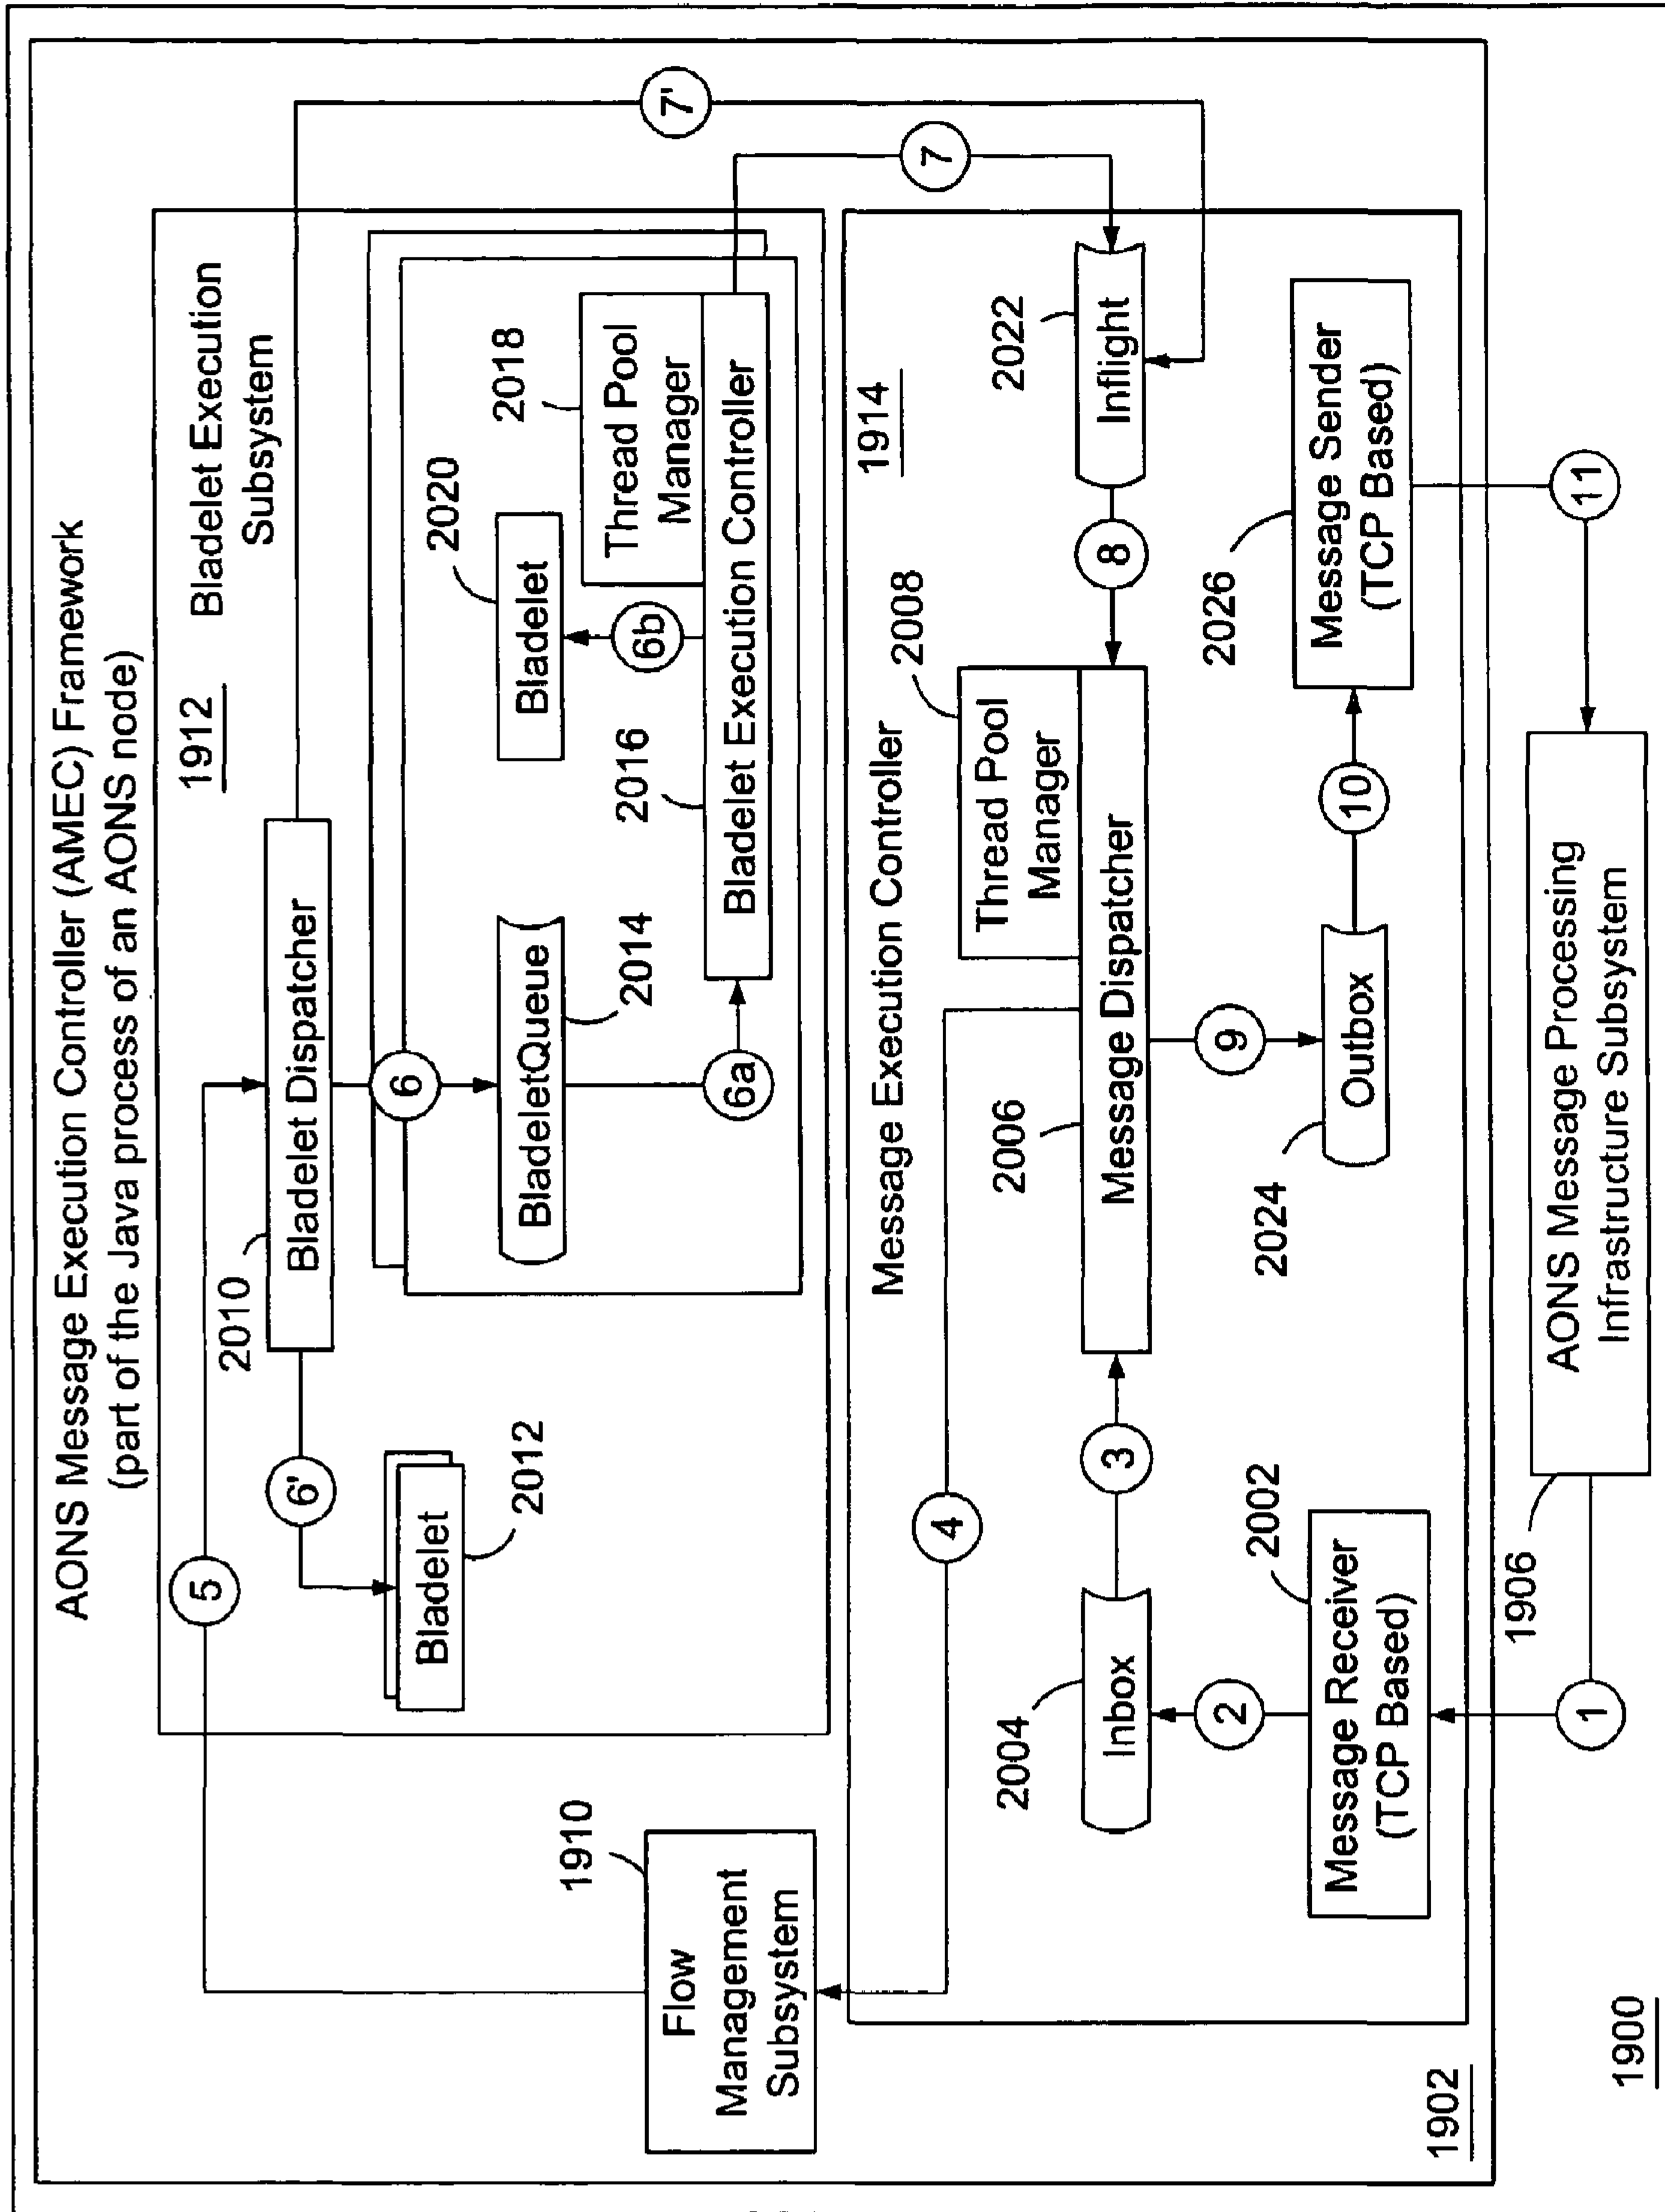 AONS Message Execution Controller (AMEC) Framework
(part of the Java process of an AONS node)
1912
Bladelet Execution
Subsystem
5
2010
Bladelet Dispatcher
6'
Bladelet
2012
6
BladeletQueue
2014
6a
2020
Bladelet
6b
2018
Thread Pool
Manager
2016
Bladelet Execution Controller
7'
7
1910
Flow
Management
Subsystem
4
Message Execution Controller
1914
2008
Thread Pool
Manager
2006
Message Dispatcher
2004
Inbox
3
8
2022
Inflight
2
9
2002
Message Receiver
(TCP Based)
2024
Outbox
10
2026
Message Sender
(TCP Based)
1902
1
1906
AONS Message Processing
Infrastructure Subsystem
11
1900